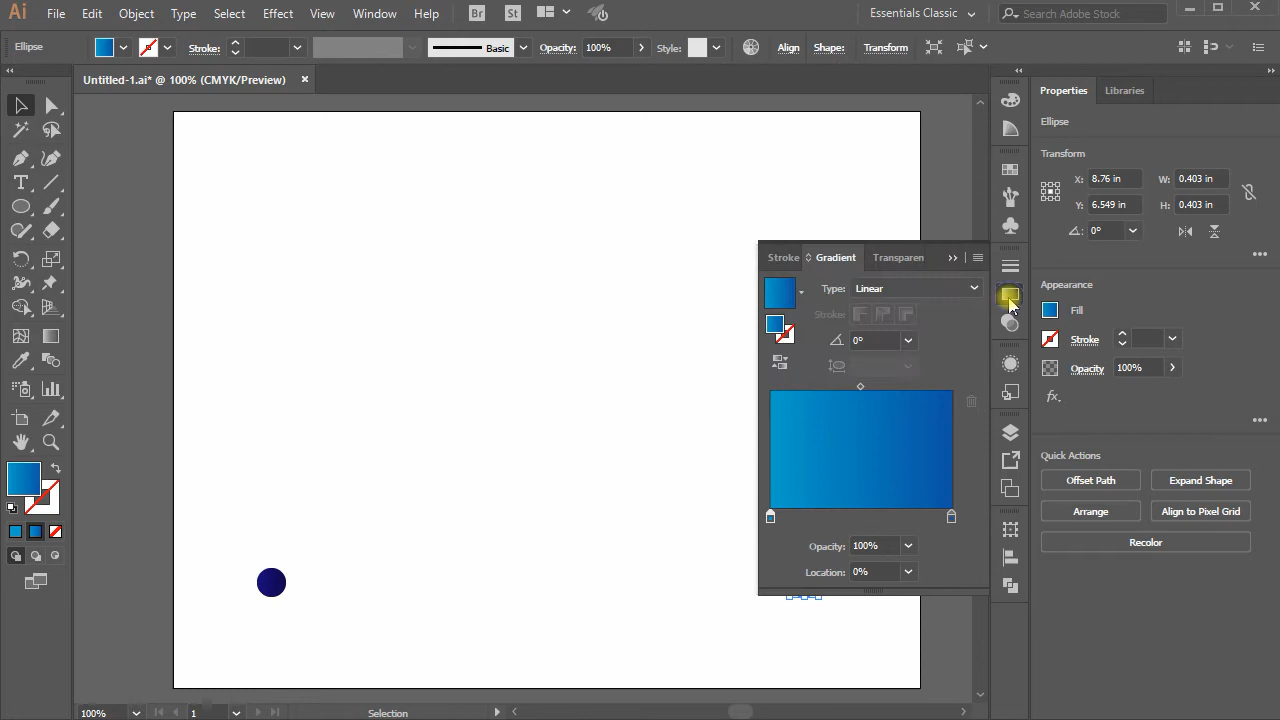 Ai File Edit Object Type Select Effect View Window Help Br St Essentials Classic Search Adobe Stock
Ellipse Stroke: Basic Opacity: 100% Style: Align Shape: Transform
Untitled-1.ai* @ 100% (CMYK/Preview) ×
Properties Libraries
Ellipse
Transform
X: 8.76 in W: 0.403 in
Y: 6.549 in H: 0.403 in
0°
Appearance
Fill
Stroke
Opacity 100%
fx.
Quick Actions
Offset Path Expand Shape
Arrange Align to Pixel Grid
Recolor
Stroke Gradient Transparen
Type: Linear
Stroke:
0°
Opacity: 100%
Location: 0%
100% 1 Selection